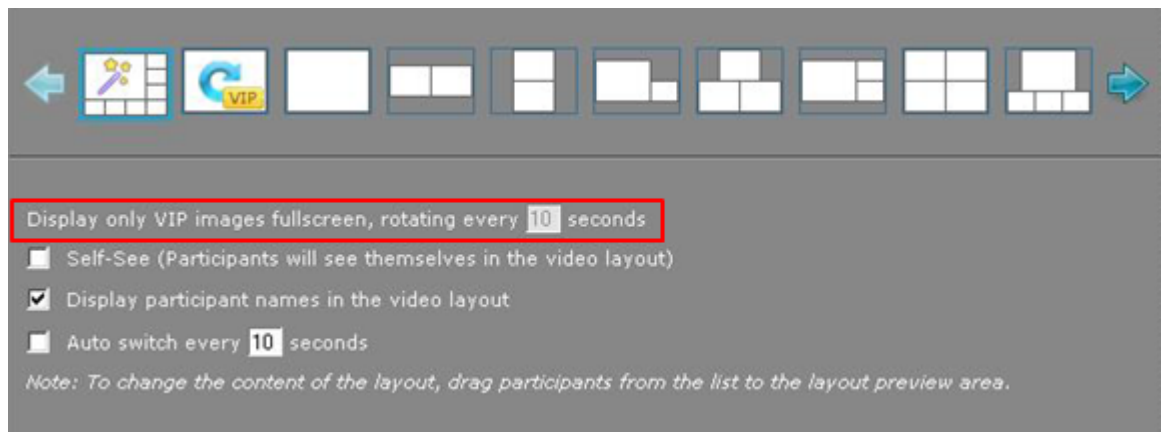 VIP
Display only VIP images fullscreen, rotating every 10 seconds
Self-See (Participants will see themselves in the video layout)
Display participant names in the video layout
Auto switch every 10 seconds
Note: To change the content of the layout, drag participants from the list to the layout preview area.